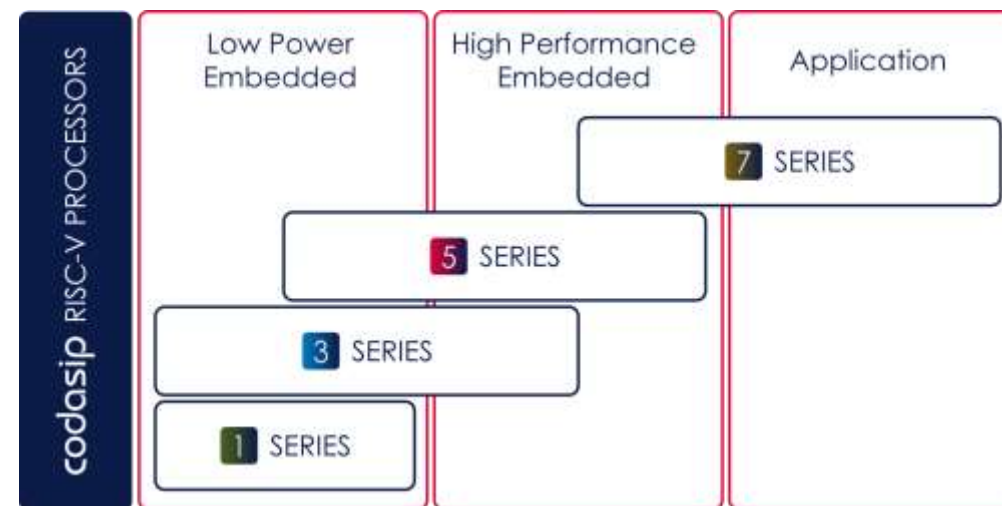 codasip RISC-V PROCESSORS
Low Power
Embedded
High Performance
Embedded
Application
7 SERIES
5 SERIES
3 SERIES
1 SERIES